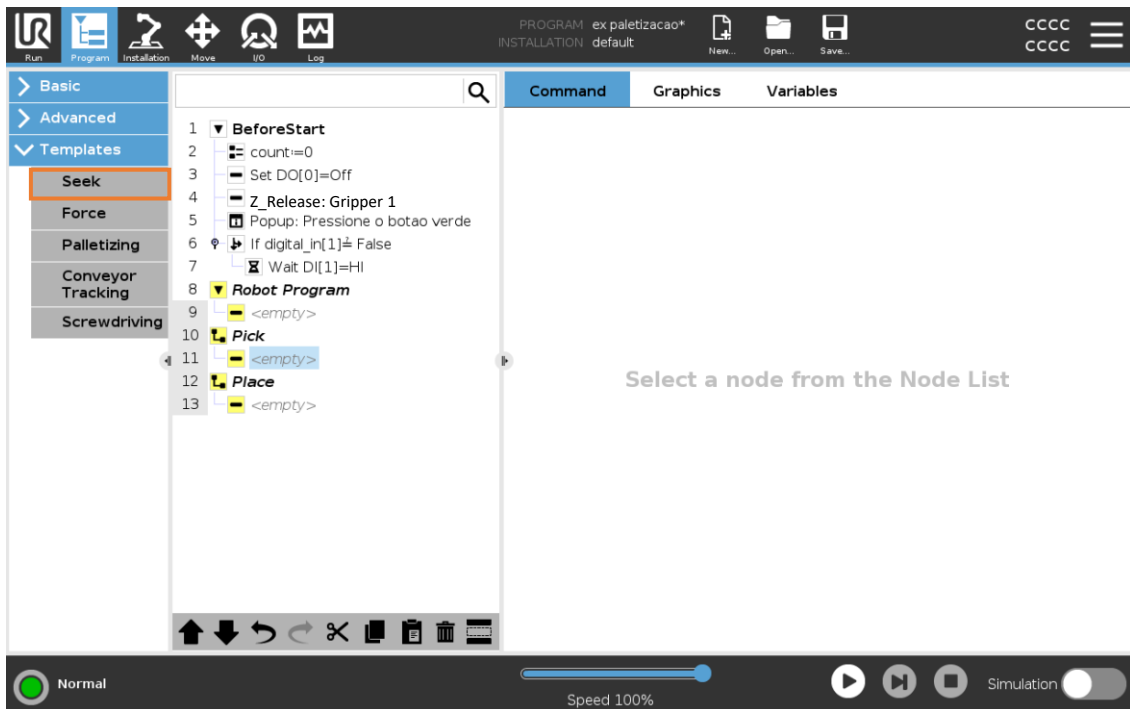 UR
Run
Program
Installation
Move
I/O
Log
PROGRAM ex paletizacao*
INSTALLATION default
New...
Open...
Save...
CCCC
CCCC
Basic
Advanced
Templates
Seek
Force
Palletizing
Conveyor
Tracking
Screwdriving
1 BeforeStart
2 count:=0
3 Set DO[0]=Off
4 Z_Release: Gripper 1
5 Popup: Pressione o botao verde
6 If digital_in[1]≟ False
7 Wait DI[1]=HI
8 Robot Program
9 <empty>
10 Pick
11 <empty>
12 Place
13 <empty>
Command Graphics Variables
Select a node from the Node List
Normal
Speed 100%
Simulation